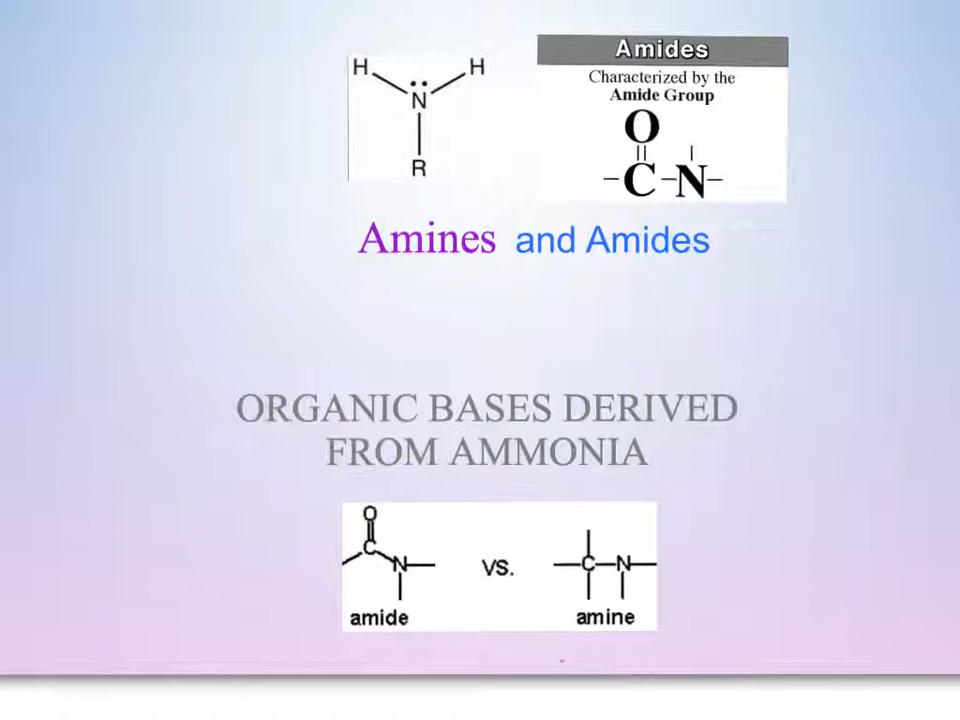 H H
N
R
Amides
Characterized by the
Amide Group
O
C N
Amines and Amides
ORGANIC BASES DERIVED
FROM AMMONIA
O
C
N
amide
vs.
C N
amine